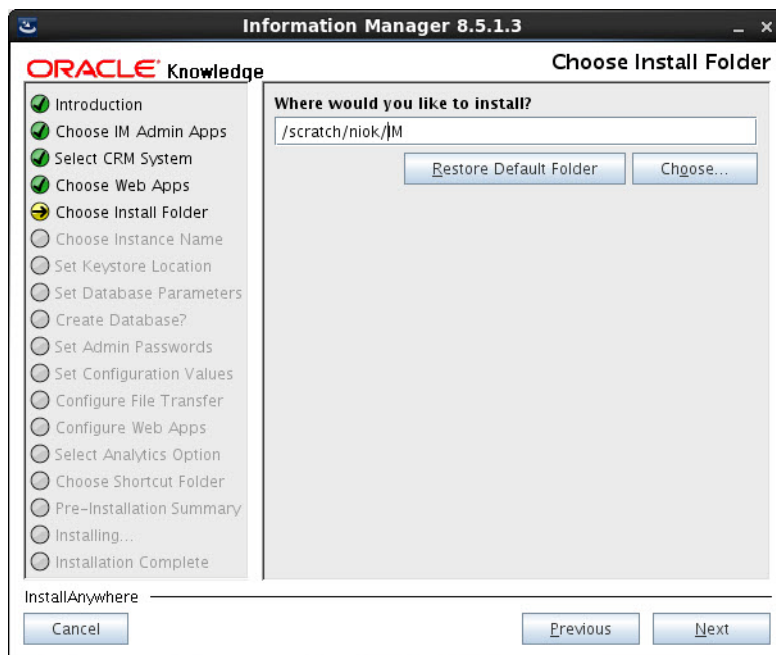 Information Manager 8.5.1.3
ORACLE Knowledge
Choose Install Folder
Introduction
Choose IM Admin Apps
Select CRM System
Choose Web Apps
Choose Install Folder
Choose Instance Name
Set Keystore Location
Set Database Parameters
Create Database?
Set Admin Passwords
Set Configuration Values
Configure File Transfer
Configure Web Apps
Select Analytics Option
Choose Shortcut Folder
Pre-Installation Summary
Installing...
Installation Complete
Where would you like to install?
/scratch/niok/IM
Restore Default Folder
Choose...
InstallAnywhere
Cancel
Previous
Next